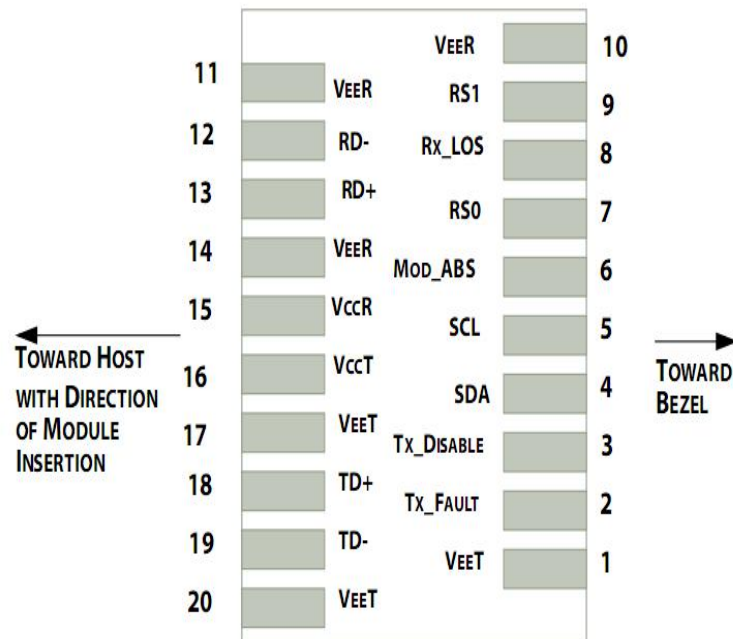 11 VEER
12 RD-
13 RD+
14 VEER
15 VCCR
16 VCCT
17 VEET
18 TD+
19 TD-
20 VEET
VEER 10
RS1 9
RX_LOS 8
RS0 7
MOD_ABS 6
SCL 5
SDA 4
TX_DISABLE 3
TX_FAULT 2
VEET 1
TOWARD HOST
WITH DIRECTION
OF MODULE
INSERTION
TOWARD
BEZEL